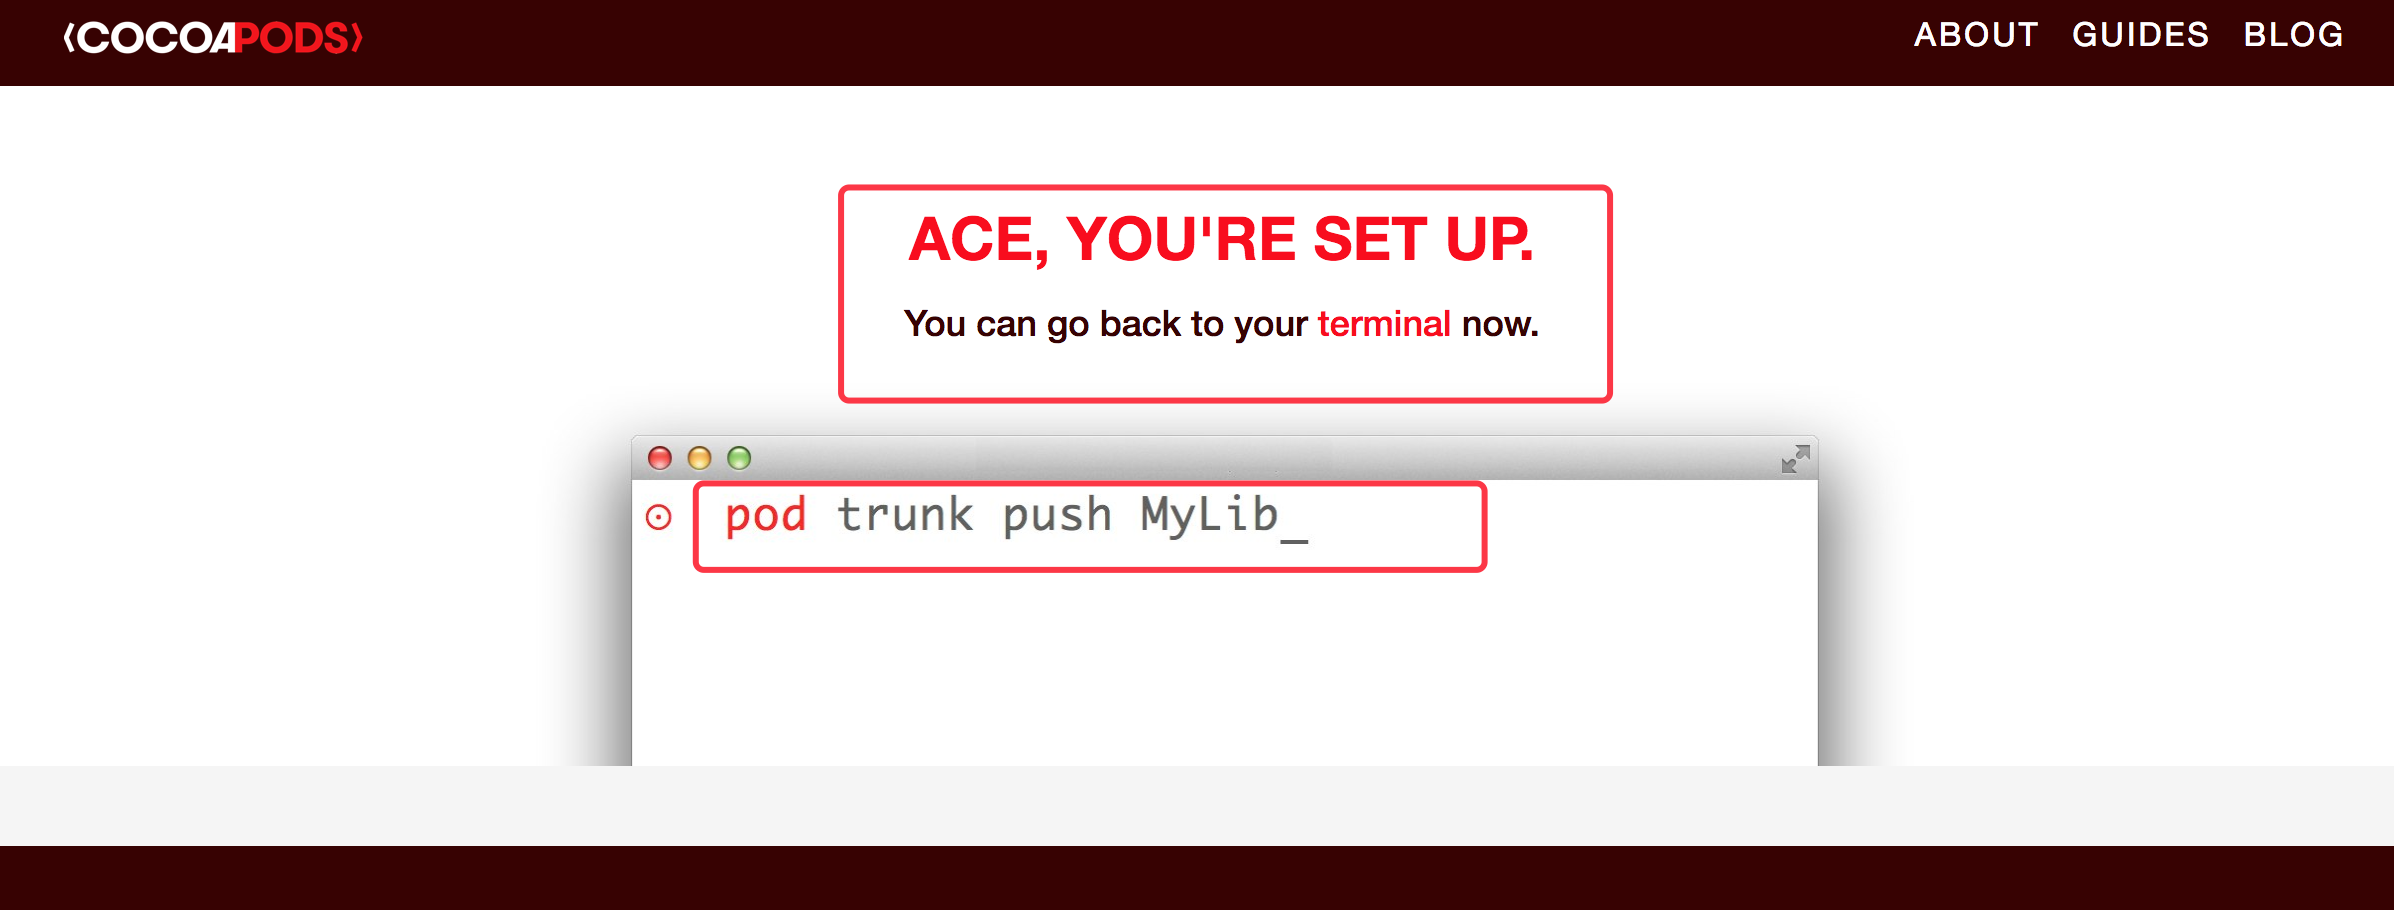 COCOAPODS
ABOUT GUIDES BLOG
ACE, YOU'RE SET UP.
You can go back to your terminal now.
pod trunk push MyLib_